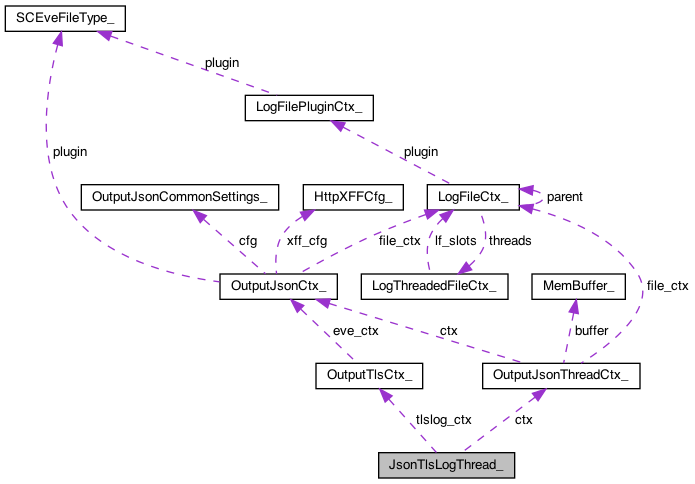 SCEveFileType_
plugin
LogFilePluginCtx_
plugin
plugin
OutputJsonCommonSettings_
HttpXFFCfg_
LogFileCtx_
parent
cfg
xff_cfg
file_ctx
lf_slots
threads
OutputJsonCtx_
LogThreadedFileCtx_
MemBuffer_
file_ctx
eve_ctx
ctx
buffer
OutputTlsCtx_
OutputJsonThreadCtx_
tlslog_ctx
ctx
JsonTlsLogThread_